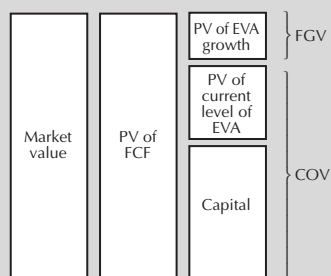 PV of EVA
growth
FGV
PV of
current
level of
EVA
Market
value
PV of
FCF
Capital
COV